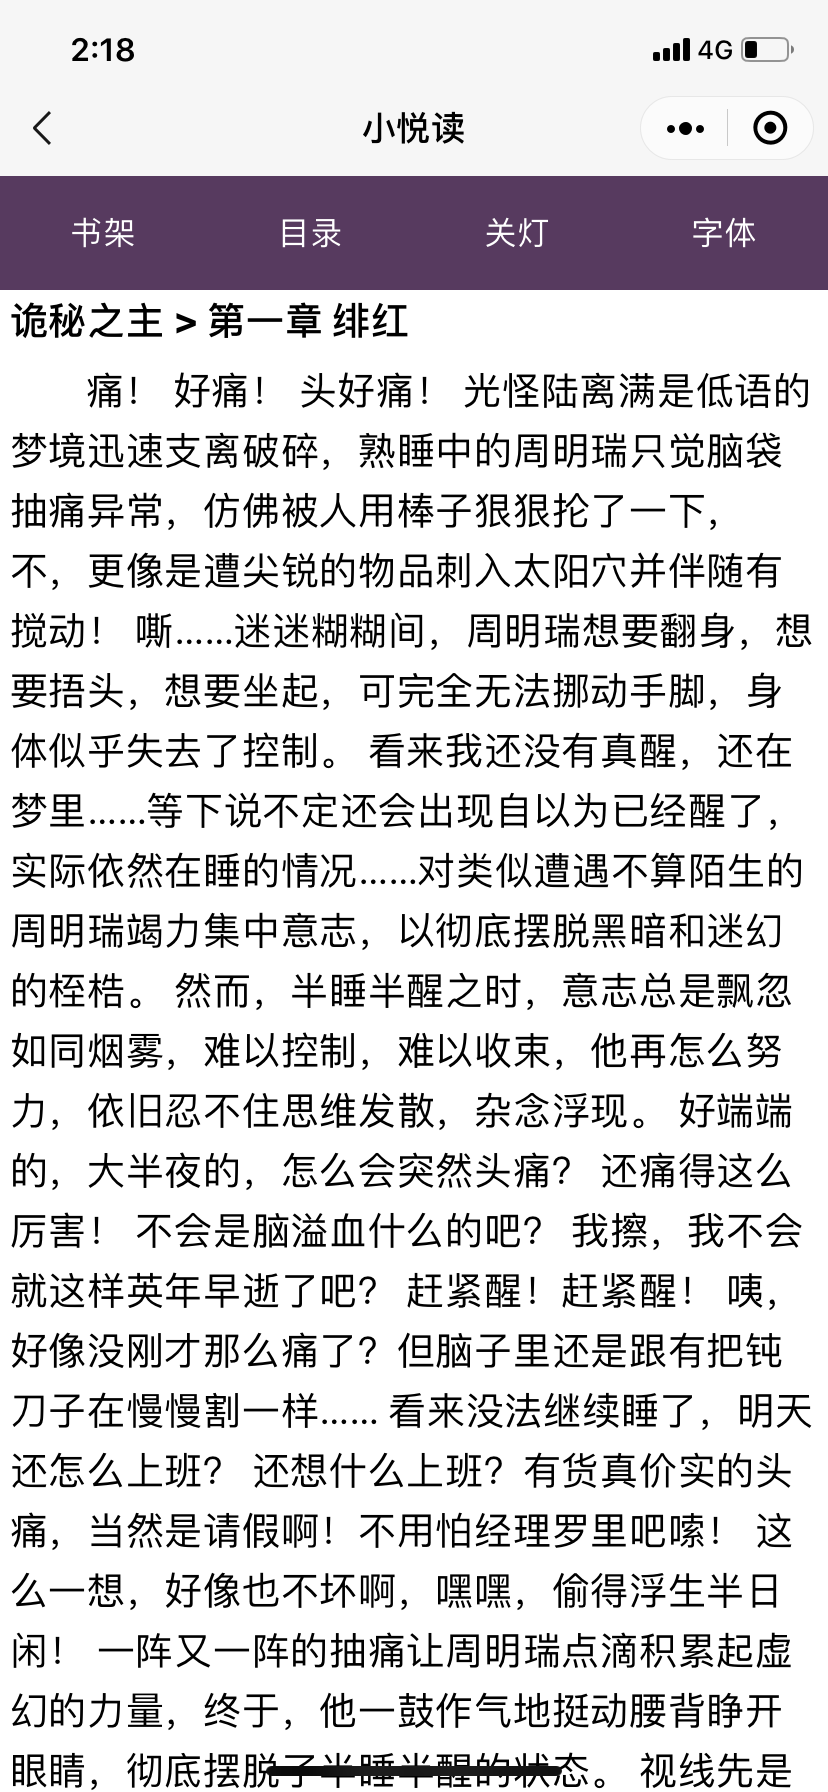 2:18
4G
小悦读
书架 目录 关灯 字体
诡秘之主 > 第一章 绯红
痛！ 好痛！ 头好痛！ 光怪陆离满是低语的
梦境迅速支离破碎，熟睡中的周明瑞只觉脑袋
抽痛异常，仿佛被人用棒子狠狠抡了一下，
不，更像是遭尖锐的物品刺入太阳穴并伴随有
搅动！ 嘶……迷迷糊糊间，周明瑞想要翻身，想
要捂头，想要坐起，可完全无法挪动手脚，身
体似乎失去了控制。 看来我还没有真醒，还在
梦里……等下说不定还会出现自以为已经醒了，
实际依然在睡的情况……对类似遭遇不算陌生的
周明瑞竭力集中意志，以彻底摆脱黑暗和迷幻
的桎梏。 然而，半睡半醒之时，意志总是飘忽
如同烟雾，难以控制，难以收束，他再怎么努
力，依旧忍不住思维发散，杂念浮现。 好端端
的，大半夜的，怎么会突然头痛？ 还痛得这么
厉害！ 不会是脑溢血什么的吧？ 我擦，我不会
就这样英年早逝了吧？ 赶紧醒！赶紧醒！ 咦，
好像没刚才那么痛了？但脑子里还是跟有把钝
刀子在慢慢割一样…… 看来没法继续睡了，明天
还怎么上班？ 还想什么上班？有货真价实的头
痛，当然是请假啊！不用怕经理罗里吧嗦！ 这
么一想，好像也不坏啊，嘿嘿，偷得浮生半日
闲！ 一阵又一阵的抽痛让周明瑞点滴积累起虚
幻的力量，终于，他一鼓作气地挺动腰背睁开
眼睛，彻底摆脱了半睡半醒的状态。 视线先是